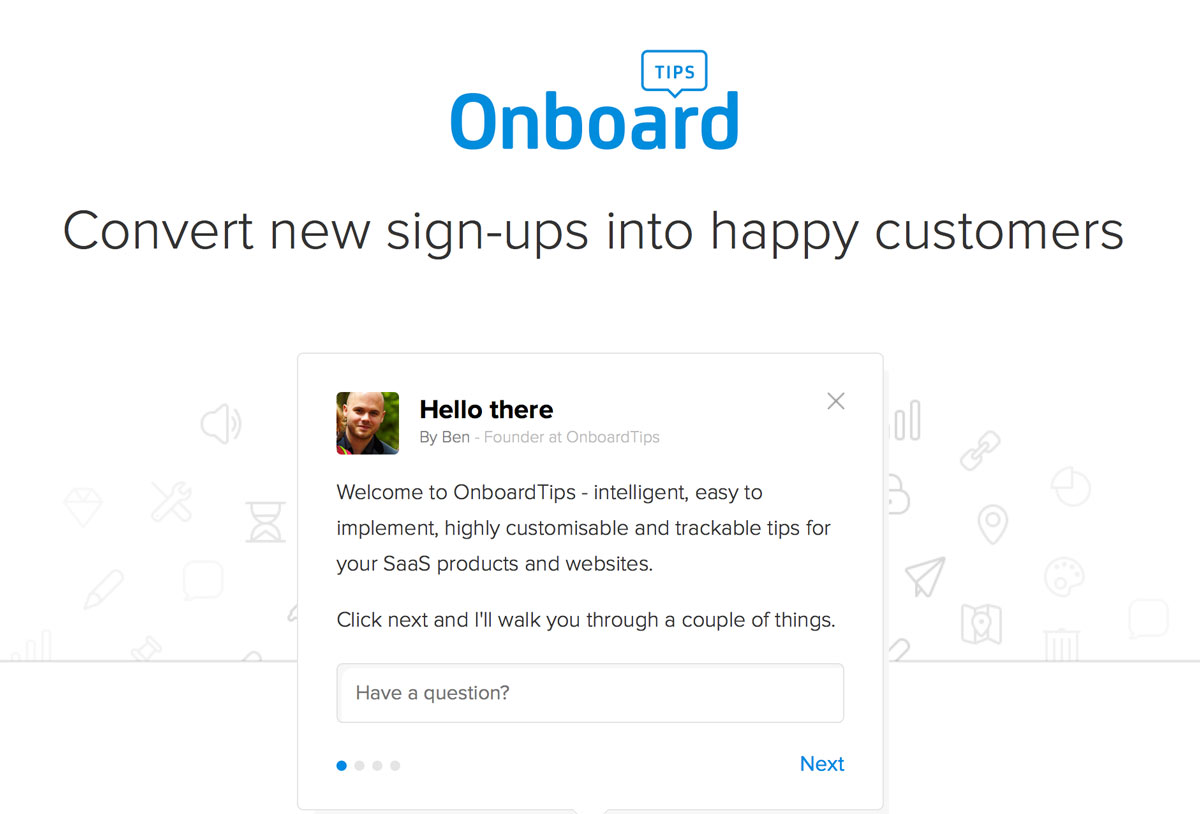 TIPS
Onboard
Convert new sign-ups into happy customers
Hello there
By Ben - Founder at OnboardTips
Welcome to OnboardTips - intelligent, easy to
implement, highly customisable and trackable tips for
your SaaS products and websites.
Click next and I'll walk you through a couple of things.
Have a question?
Next